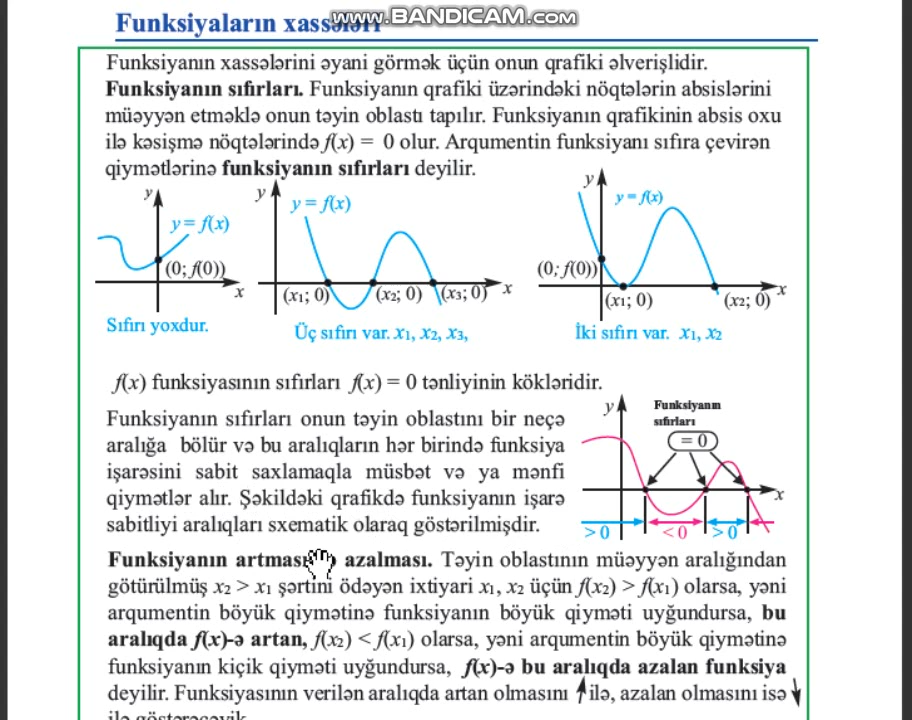 www.BANDICAM.com
Funksiyaların xassələri
Funksiyanın xassələrini əyani görmək üçün onun qrafiki əlverişlidir.
Funksiyanın sıfırları. Funksiyanın qrafiki üzərindəki nöqtələrin absislərini
müəyyən etməklə onun təyin oblastı tapılır. Funksiyanın qrafikinin absis oxu
ilə kəsişmə nöqtələrində f(x) = 0 olur. Arqumentin funksiyanı sıfıra çevirən
qiymətlərinə funksiyanın sıfırları deyilir.
y
y = f(x)
(0; f(0))
x
Sıfırı yoxdur.
y
y = f(x)
(x1; 0) (x2; 0) (x3; 0) x
Üç sıfırı var. x1, x2, x3,
y
y = f(x)
(0; f(0))
(x1; 0) (x2; 0) x
İki sıfırı var. x1, x2
f(x) funksiyasının sıfırları f(x) = 0 tənliyinin kökləridir.
Funksiyanın sıfırları onun təyin oblastını bir neçə
aralığa bölür və bu aralıqların hər birində funksiya
işarəsini sabit saxlamaqla müsbət və ya mənfi
qiymətlər alır. Şəkildəki qrafikdə funksiyanın işarə
sabitliyi aralıqları sxematik olaraq göstərilmişdir.
y
Funksiyanın
sıfırları
= 0
x
> 0 < 0 > 0
Funksiyanın artması azalması. Təyin oblastının müəyyən aralığından
götürülmüş x2 > x1 şərtini ödəyən ixtiyari x1, x2 üçün f(x2) > f(x1) olarsa, yəni
arqumentin böyük qiymətinə funksiyanın böyük qiyməti uyğundursa, bu
aralıqda f(x)-ə artan, f(x2) < f(x1) olarsa, yəni arqumentin böyük qiymətinə
funksiyanın kiçik qiyməti uyğundursa, f(x)-ə bu aralıqda azalan funksiya
deyilir. Funksiyasının verilən aralıqda artan olmasını ilə, azalan olmasını isə
ilə göstərəcəyik.